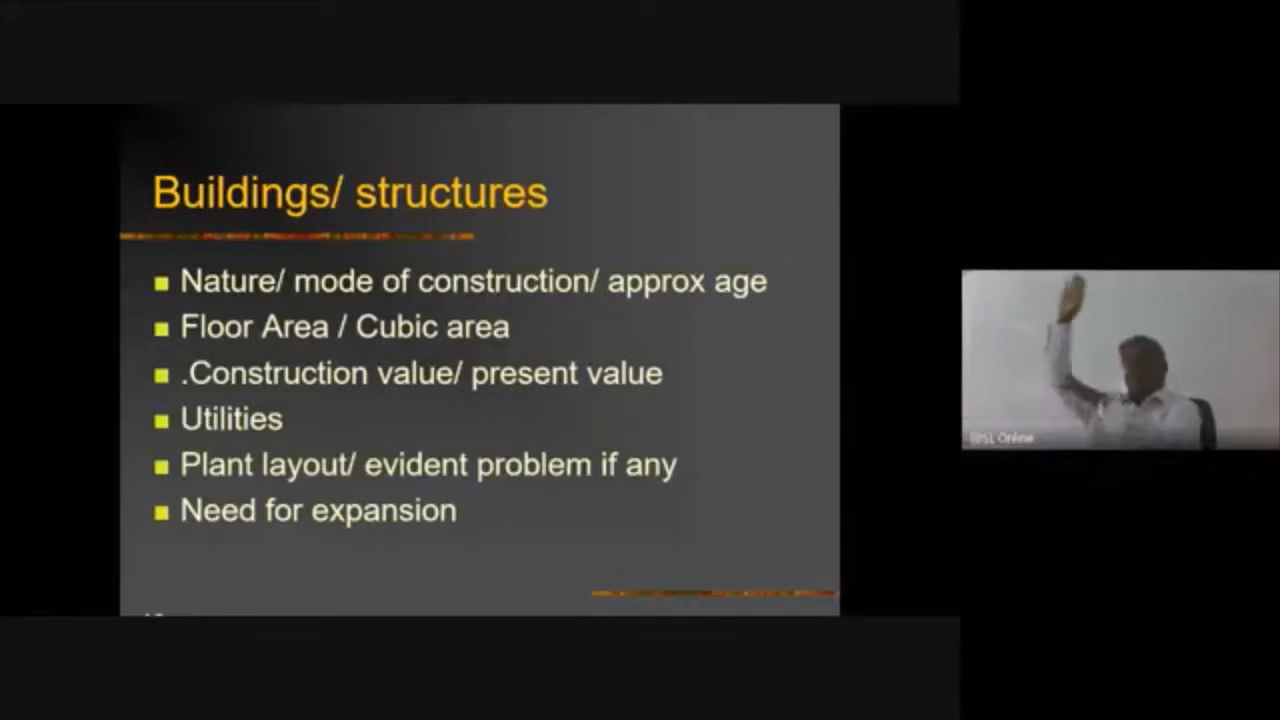 Buildings/ structures
Nature/ mode of construction/ approx age
Floor Area / Cubic area
.Construction value/ present value
Utilities
Plant layout/ evident problem if any
Need for expansion
IBSL Online